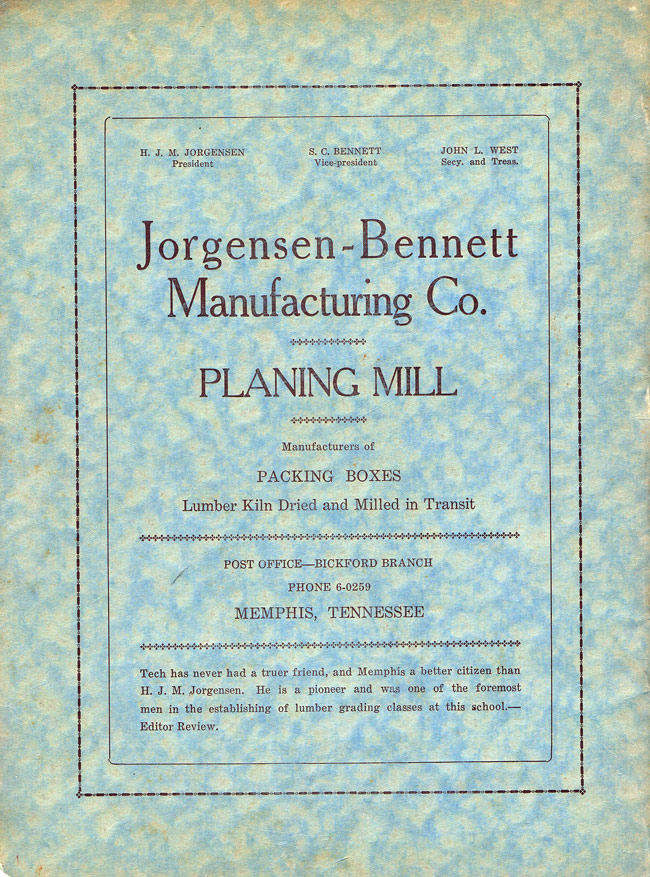 H. J. M. JORGENSEN S. C. BENNETT JOHN L. WEST
President Vice-president Secy. and Treas.
Jorgensen-Bennett
Manufacturing Co.
PLANING MILL
Manufacturers of
PACKING BOXES
Lumber Kiln Dried and Milled in Transit
POST OFFICE—BICKFORD BRANCH
PHONE 6-0259
MEMPHIS, TENNESSEE
Tech has never had a truer friend, and Memphis a better citizen than
H. J. M. Jorgensen. He is a pioneer and was one of the foremost
men in the establishing of lumber grading classes at this school.—
Editor Review.